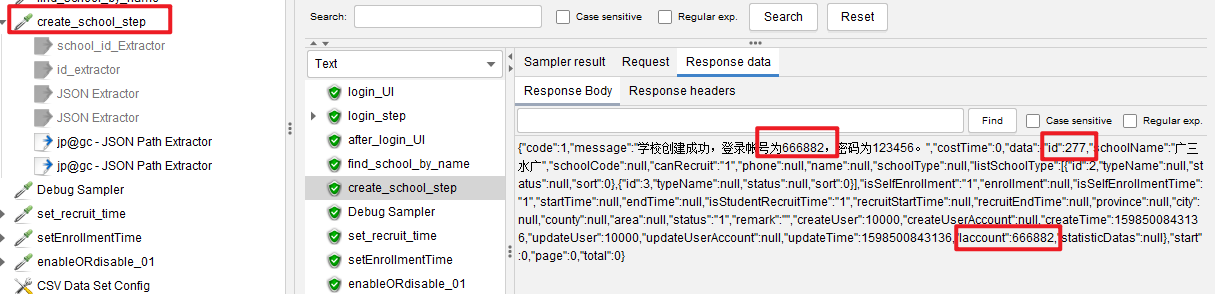 find_school_by_name
create_school_step
school_id_Extractor
id_extractor
JSON Extractor
JSON Extractor
jp@gc - JSON Path Extractor
jp@gc - JSON Path Extractor
Debug Sampler
set_recruit_time
setEnrollmentTime
enableORdisable_01
CSV Data Set Config
Search: Case sensitive Regular exp. Search Reset
Text
login_UI
login_step
after_login_UI
find_school_by_name
create_school_step
Debug Sampler
set_recruit_time
setEnrollmentTime
enableORdisable_01
Sampler result Request Response data
Response Body Response headers
Find Case sensitive Regular exp.
{"code":1,"message":"学校创建成功，登录帐号为666882，密码为123456。","costTime":0,"data":{"id":277,"schoolName":"广三
水广","schoolCode":null,"canRecruit":"1","phone":null,"name":null,"schoolType":null,"listSchoolType":[{"id":2,"typeName":null,"st
atus":null,"sort":0},{"id":3,"typeName":null,"status":null,"sort":0}],"isSelfEnrollment":"1","enrollment":null,"isSelfEnrollmentTime":
"1","startTime":null,"endTime":null,"isStudentRecruitTime":"1","recruitStartTime":null,"recruitEndTime":null,"province":null,"city":
null,"county":null,"area":null,"status":"1","remark":"","createUser":10000,"createUserAccount":null,"createTime":159850084313
6,"updateUser":10000,"updateUserAccount":null,"updateTime":1598500843136,"laccount":666882,"statisticDatas":null},"start"
:0,"page":0,"total":0}